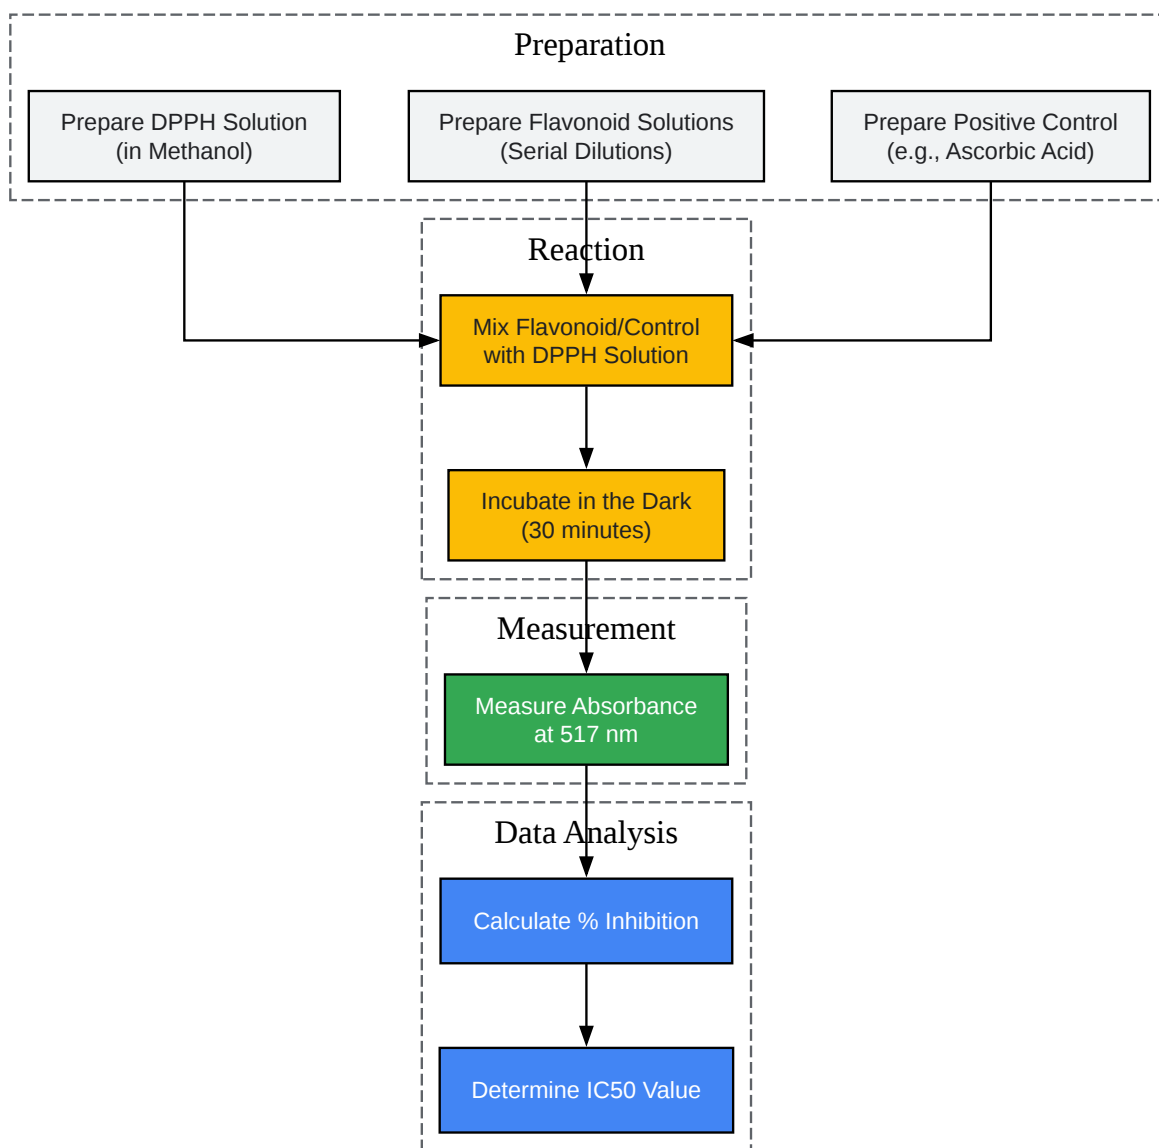 Preparation
Prepare DPPH Solution
(in Methanol)
Prepare Flavonoid Solutions
(Serial Dilutions)
Prepare Positive Control
(e.g., Ascorbic Acid)
Reaction
Mix Flavonoid/Control
with DPPH Solution
Incubate in the Dark
(30 minutes)
Measurement
Measure Absorbance
at 517 nm
Data Analysis
Calculate % Inhibition
Determine IC50 Value